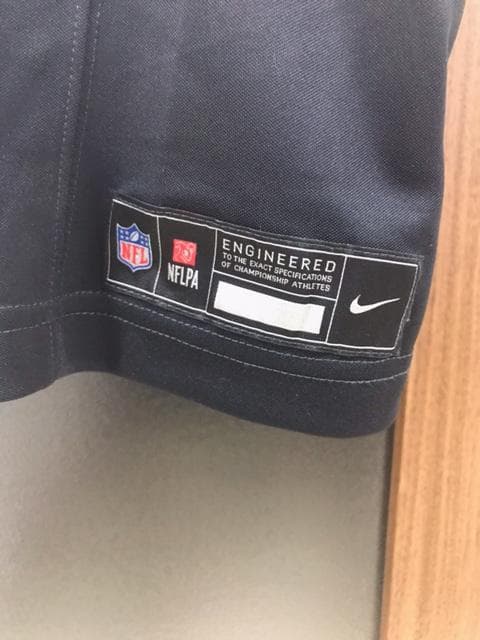 NFL
NFLPA
ENGINEERED
TO THE EXACT SPECIFICATIONS
OF CHAMPIONSHIP ATHLETES